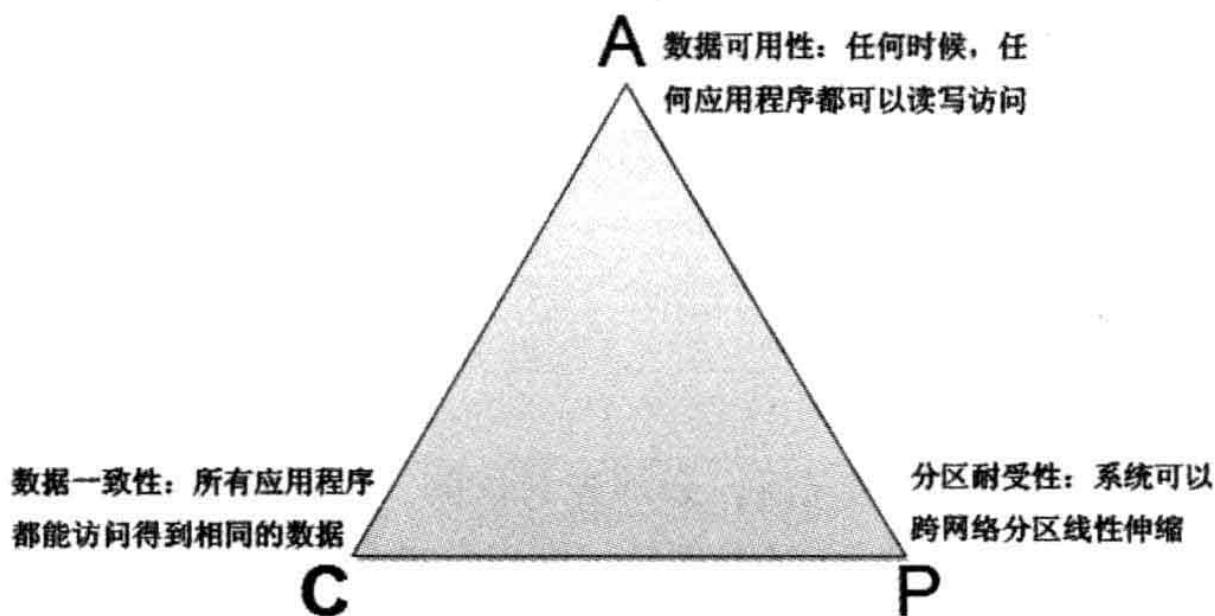 A
数据可用性：任何时候，任
何应用程序都可以读写访问
数据一致性：所有应用程序
都能访问得到相同的数据
C
分区耐受性：系统可以
跨网络分区线性伸缩
P